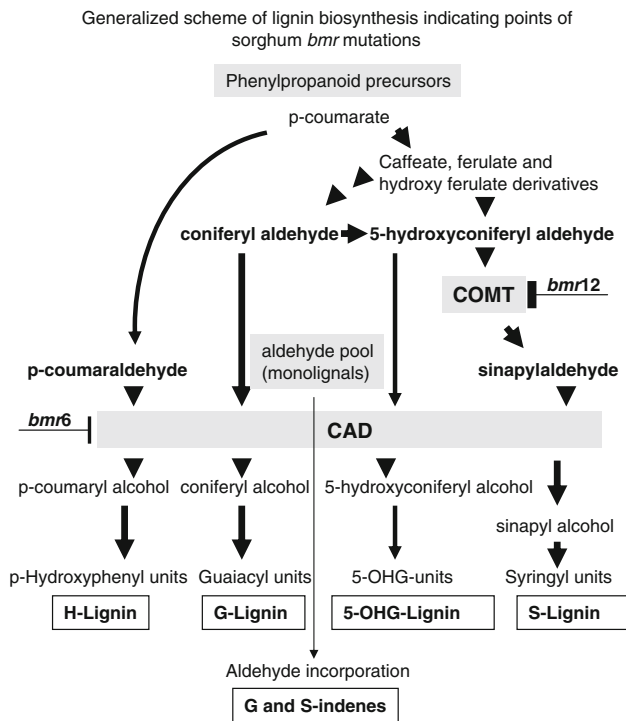 Generalized scheme of lignin biosynthesis indicating points of
sorghum bmr mutations
Phenylpropanoid precursors
p-coumarate
Caffeate, ferulate and
hydroxy ferulate derivatives
coniferyl aldehyde
5-hydroxyconiferyl aldehyde
COMT
bmr12
aldehyde pool
(monolignals)
p-coumaraldehyde
sinapylaldehyde
bmr6
CAD
p-coumaryl alcohol
coniferyl alcohol
5-hydroxyconiferyl alcohol
sinapyl alcohol
p-Hydroxyphenyl units
Guaiacyl units
5-OHG-units
Syringyl units
H-Lignin
G-Lignin
5-OHG-Lignin
S-Lignin
Aldehyde incorporation
G and S-indenes